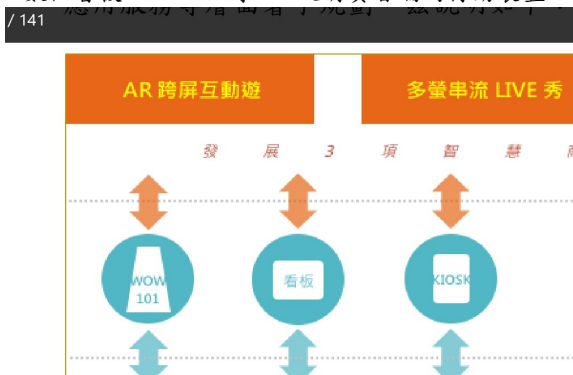 / 141
AR 跨屏互動遊
多螢串流 LIVE 秀
發 展 3 項 智 慧
WOW
101
看板
KIOSK